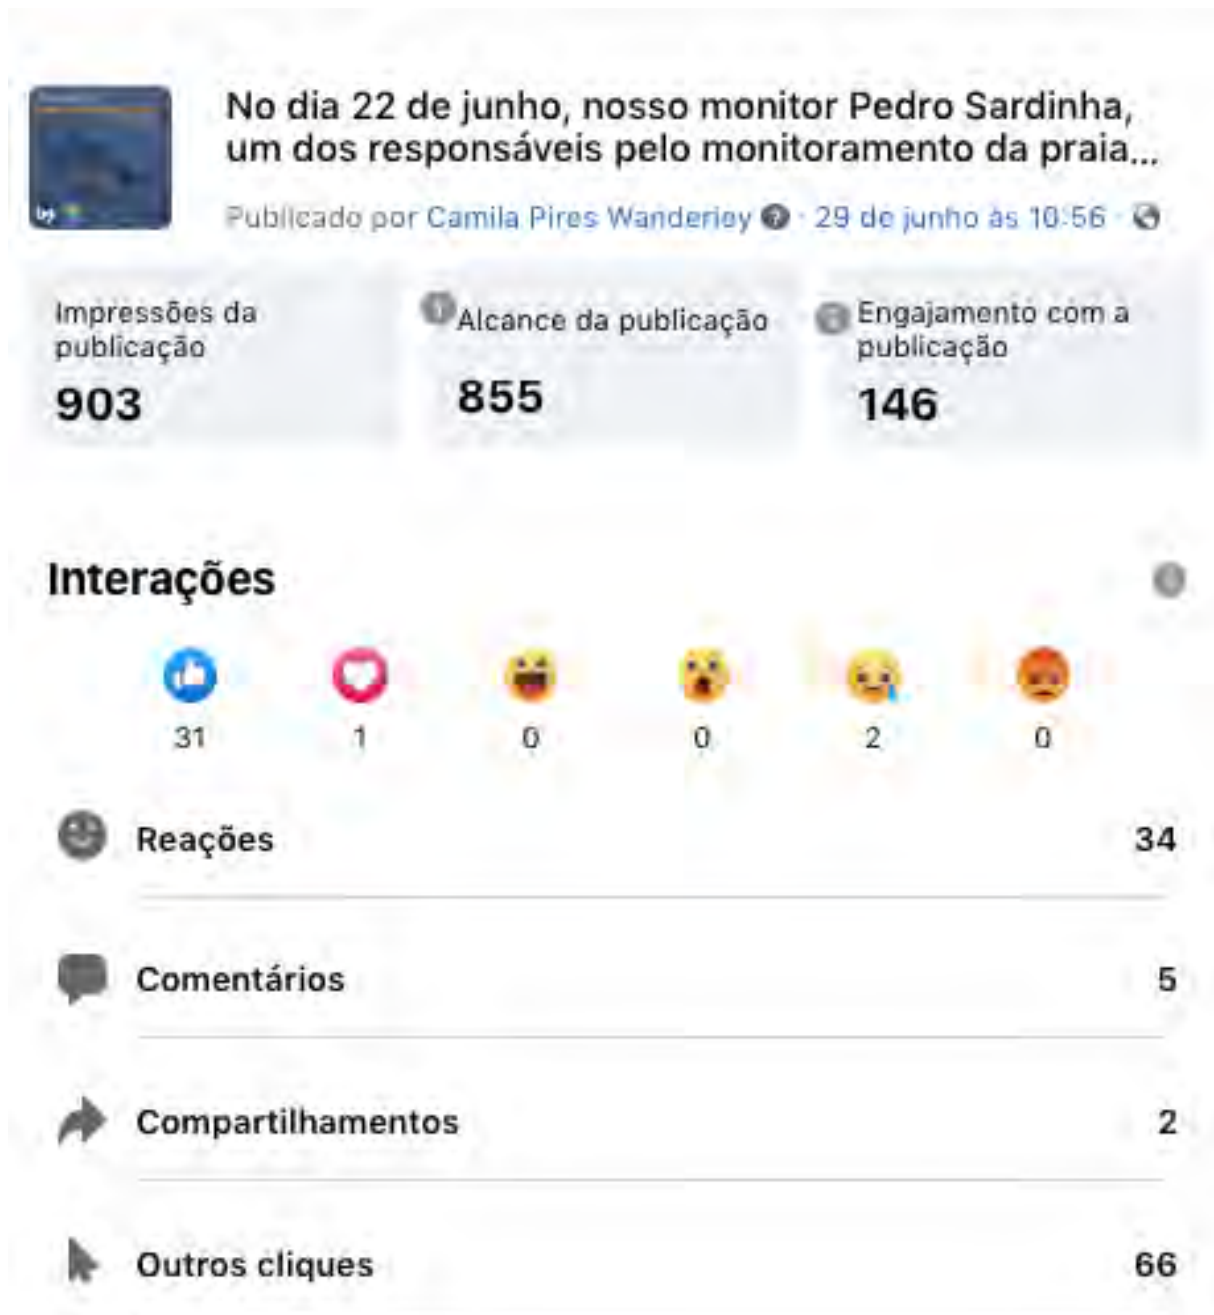 No dia 22 de junho, nosso monitor Pedro Sardinha,
um dos responsáveis pelo monitoramento da praia...
Publicado por Camila Pires Wanderley · 29 de junho às 10:56 ·
Impressões da
publicação
903
Alcance da publicação
855
Engajamento com a
publicação
146
Interações
31 1 0 0 2 0
Reações 34
Comentários 5
Compartilhamentos 2
Outros cliques 66